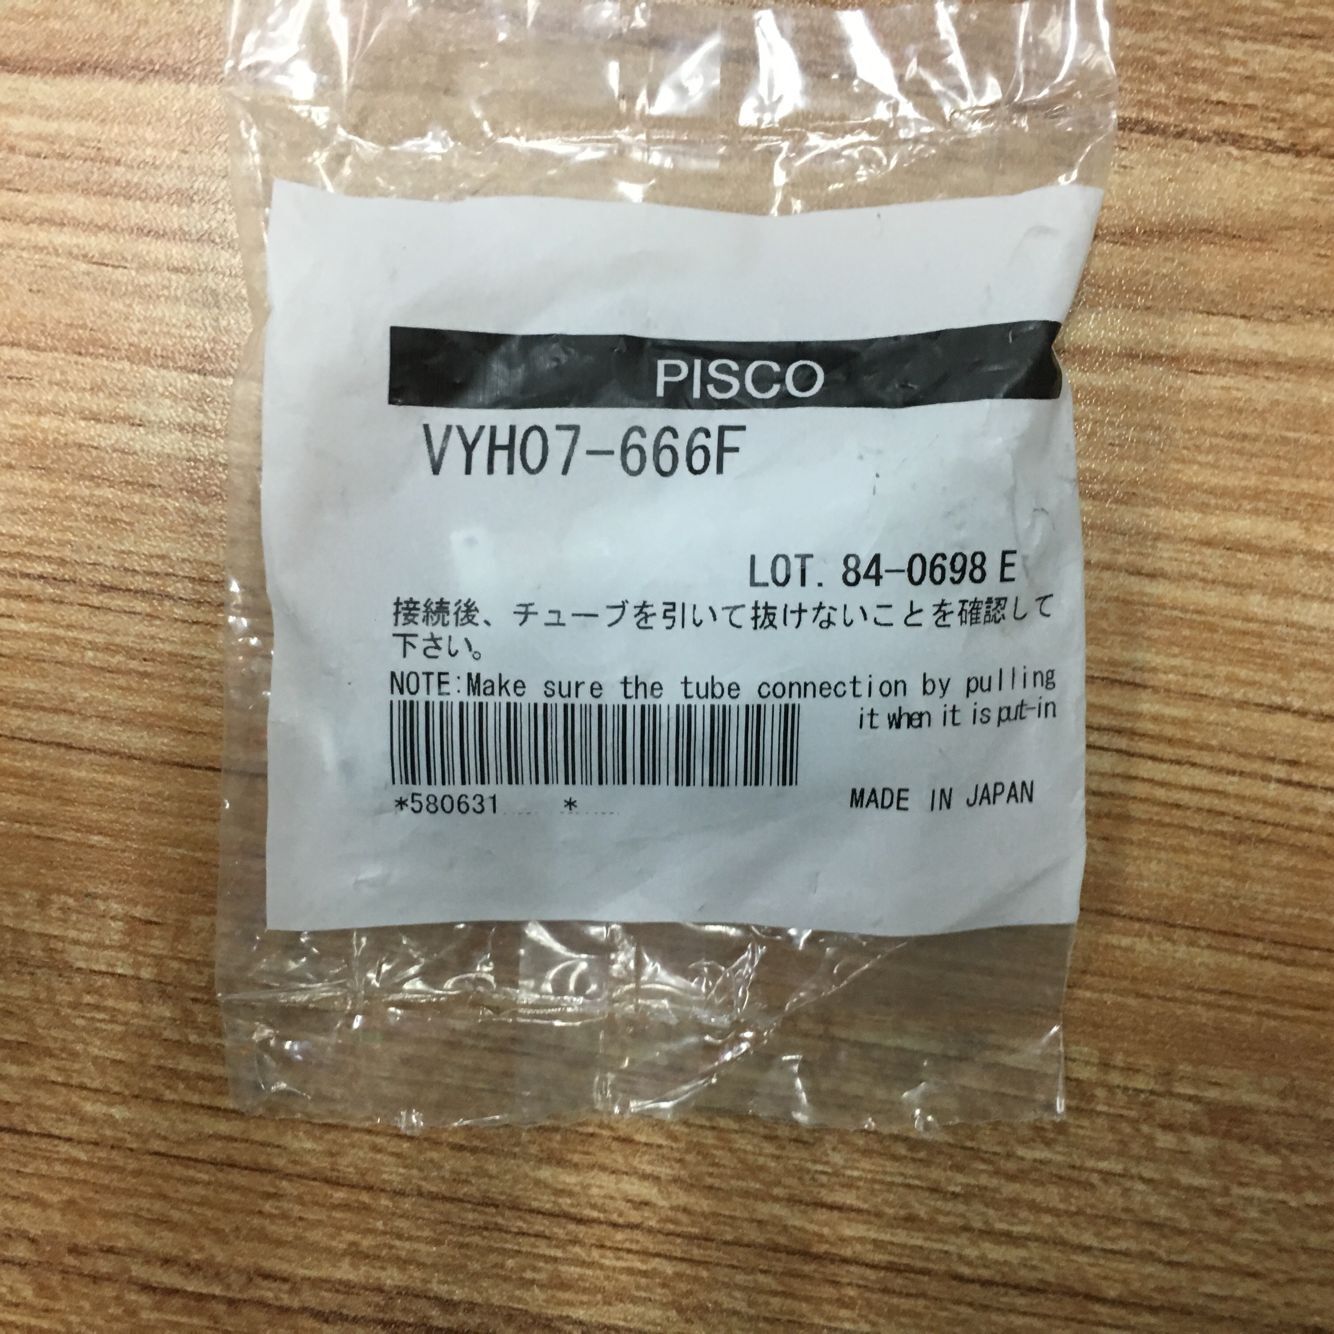 PISCO
VYH07-666F
LOT. 84-0698 E
接続後、チューブを引いて抜けないことを確認して
下さい。
NOTE:Make sure the tube connection by pulling
it when it is put-in
*580631 *
MADE IN JAPAN